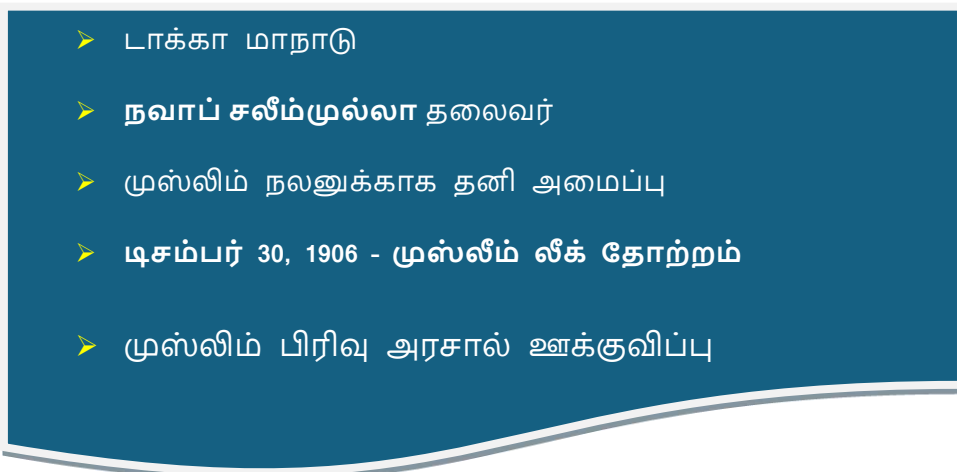 டாக்கா மாநாடு
நவாப் சலீம்முல்லா தலைவர்
முஸ்லிம் நலனுக்காக தனி அமைப்பு
டிசம்பர் 30, 1906 - முஸ்லீம் லீக் தோற்றம்
முஸ்லிம் பிரிவு அரசால் ஊக்குவிப்பு